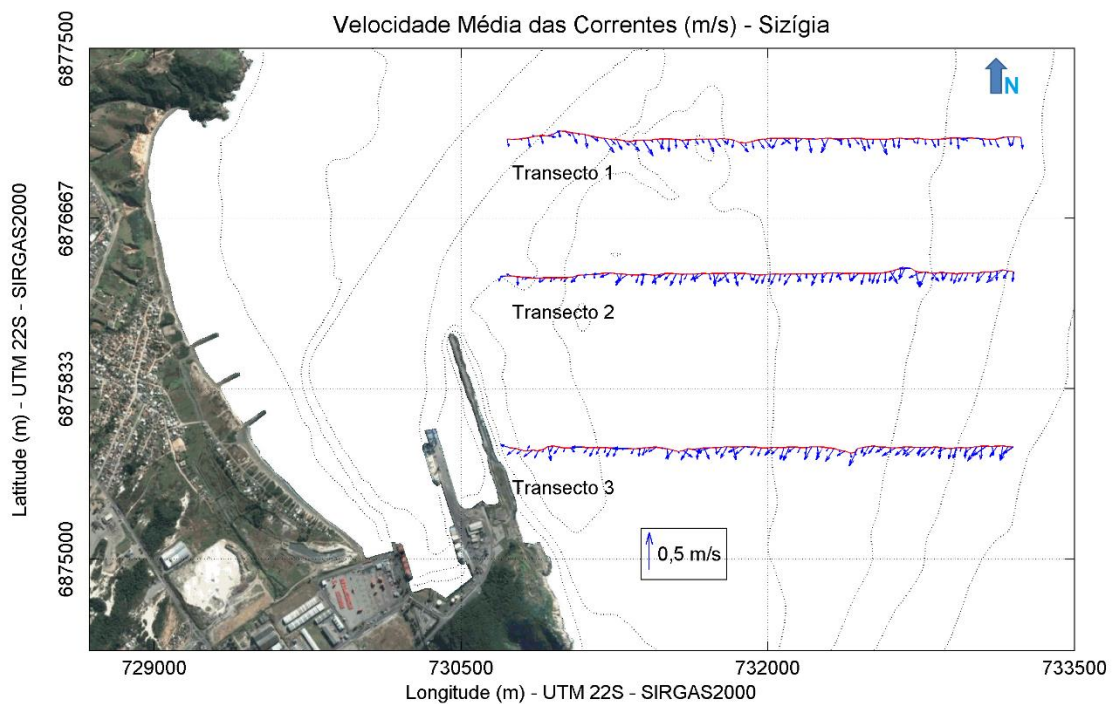 Velocidade Média das Correntes (m/s) - Sizígia
6877500
N
Transecto 1
6876667
Transecto 2
6875833
Transecto 3
0,5 m/s
6875000
Latitude (m) - UTM 22S - SIRGAS2000
729000
730500
732000
733500
Longitude (m) - UTM 22S - SIRGAS2000